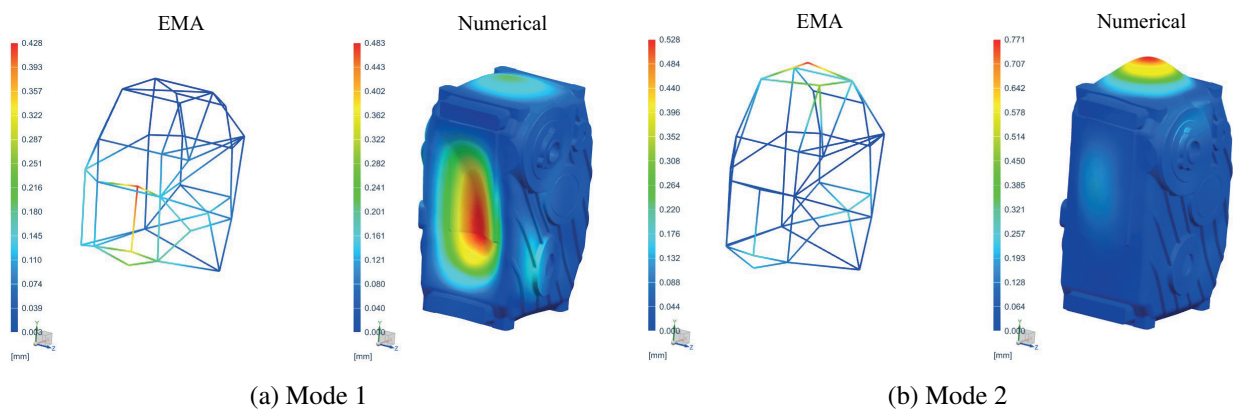 EMA
Numerical
EMA
Numerical
0.428
0.393
0.358
0.322
0.287
0.251
0.216
0.180
0.145
0.110
0.074
0.039
0.003
[mm]
Y
Z
0.483
0.443
0.402
0.362
0.322
0.282
0.241
0.201
0.161
0.121
0.080
0.040
0.000
[mm]
Y
Z
0.528
0.484
0.440
0.396
0.352
0.308
0.264
0.220
0.176
0.132
0.088
0.044
0.000
[mm]
Y
Z
0.771
0.707
0.642
0.578
0.514
0.450
0.385
0.321
0.257
0.193
0.128
0.064
0.000
[mm]
Y
Z
(a) Mode 1
(b) Mode 2